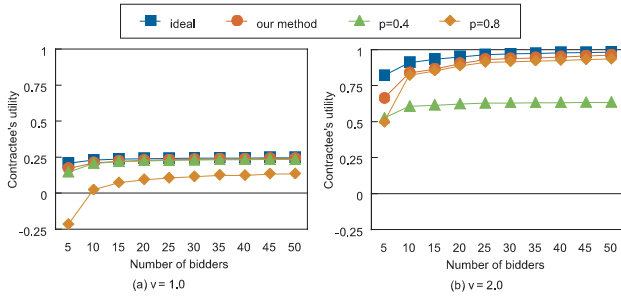 ideal our method p=0.4 p=0.8
Contractee's utility
1
0.75
0.5
0.25
0
-0.25
5 10 15 20 25 30 35 40 45 50
Number of bidders
(a) v = 1.0
Contractee's utility
1
0.75
0.5
0.25
0
-0.25
5 10 15 20 25 30 35 40 45 50
Number of bidders
(b) v = 2.0